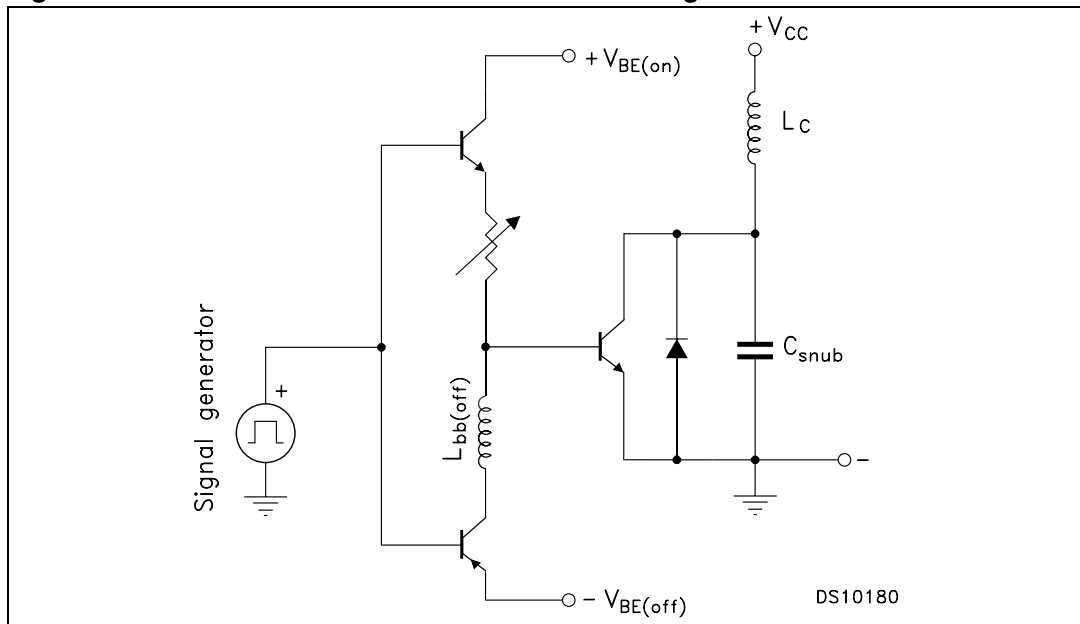 + V_CC
+ V_BE(on)
L_C
C_snub
Signal generator
+
L_bb(off)
-
- V_BE(off)
DS10180